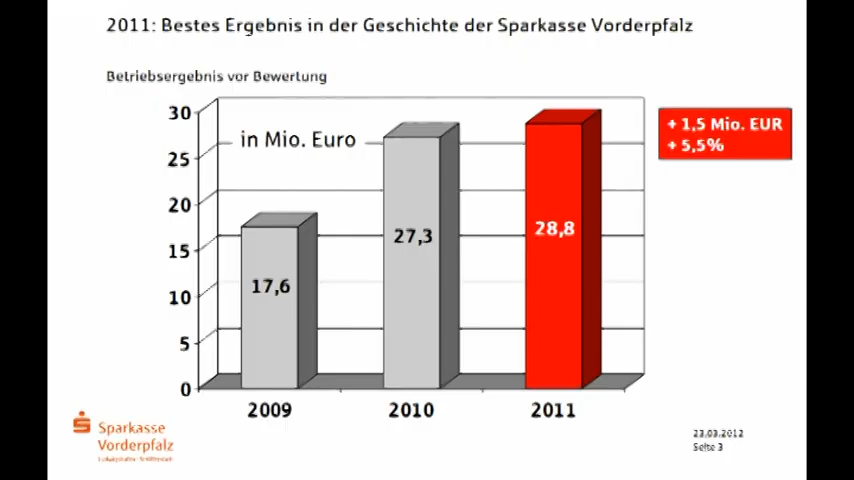 2011: Bestes Ergebnis in der Geschichte der Sparkasse Vorderpfalz
Betriebsergebnis vor Bewertung
in Mio. Euro
+ 1,5 Mio. EUR
+ 5,5%
30
25
20
15
10
5
0
17,6
27,3
28,8
2009
2010
2011
Sparkasse
Vorderpfalz
23.03.2012
Seite 3